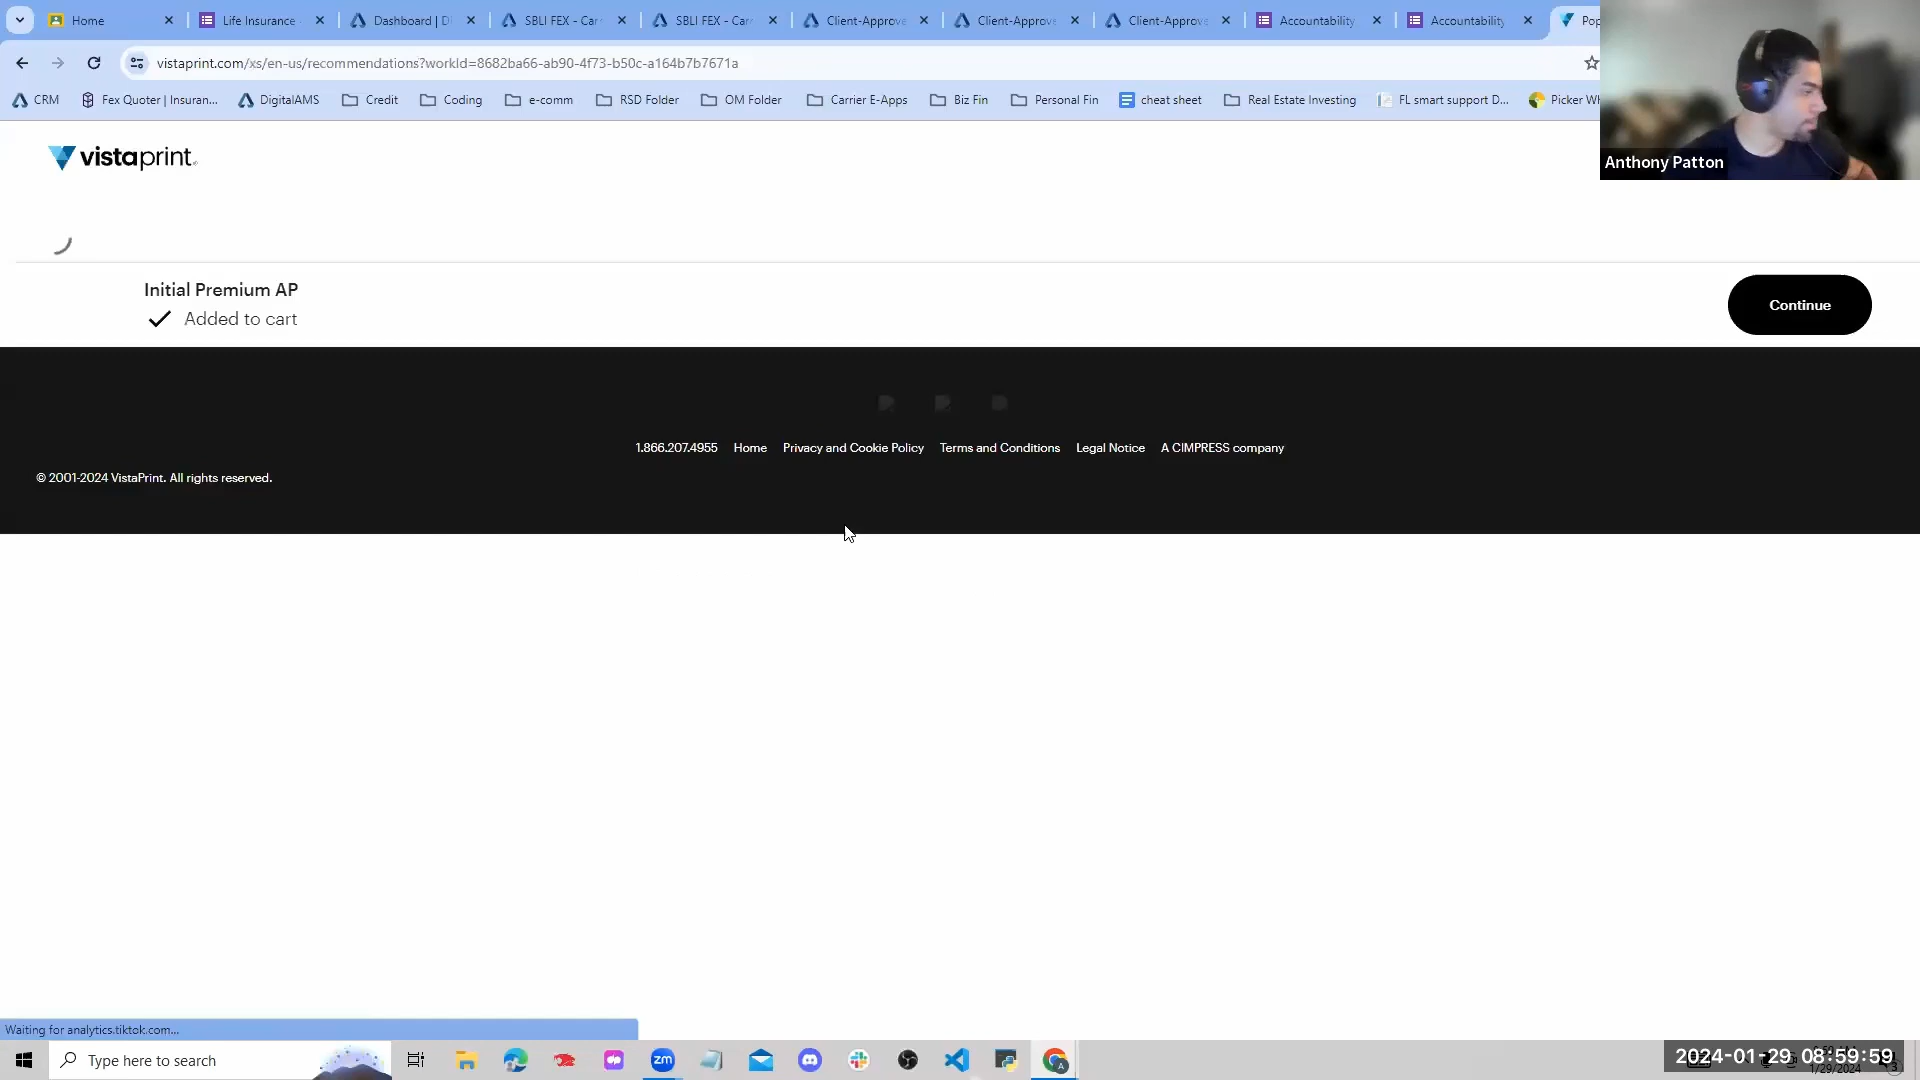 Home
Life Insurance
Dashboard | Di
SBLI FEX - Car
SBLI FEX - Car
Client-Approve
Client-Approve
Client-Approve
Accountability
Accountability
Pop
vistaprint.com/xs/en-us/recommendations?workId=8682ba66-ab90-4f73-b50c-a164b7b7671a
CRM
Fex Quoter | Insuran...
DigitalAMS
Credit
Coding
e-comm
RSD Folder
OM Folder
Carrier E-Apps
Biz Fin
Personal Fin
cheat sheet
Real Estate Investing
FL smart support D...
Picker Wh
Anthony Patton
vistaprint.
Initial Premium AP
Added to cart
Continue
1.866.207.4955 Home Privacy and Cookie Policy Terms and Conditions Legal Notice A CIMPRESS company
© 2001-2024 VistaPrint. All rights reserved.
Waiting for analytics.tiktok.com...
Type here to search
zm
2024-01-29 08:59:59
1/29/2024
3